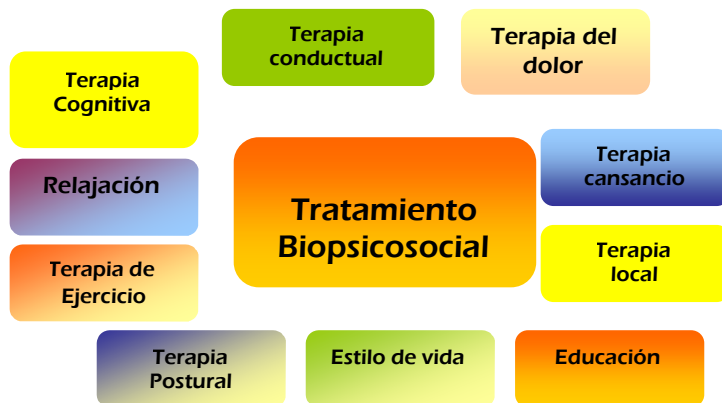 Terapia
conductual
Terapia del
dolor
Terapia
Cognitiva
Relajación
Tratamiento
Biopsicosocial
Terapia
cansancio
Terapia de
Ejercicio
Terapia
local
Terapia
Postural
Estilo de vida
Educación